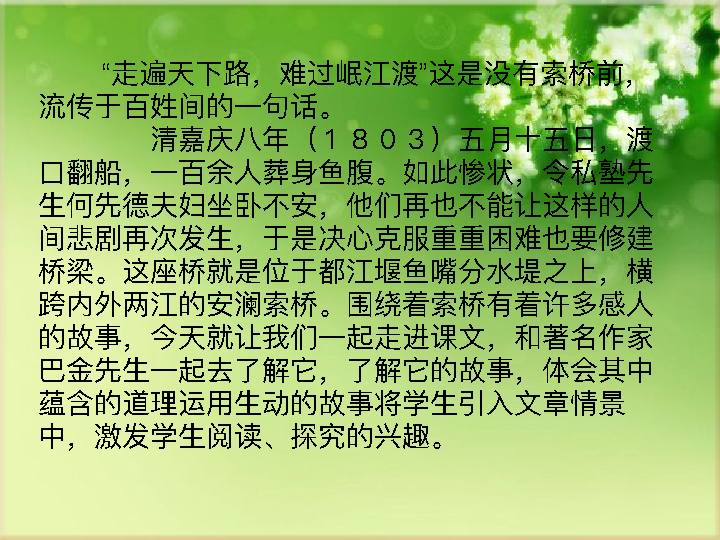 “走遍天下路，难过岷江渡”这是没有索桥前，
流传于百姓间的一句话。
清嘉庆八年（１８０３）五月十五日，渡
口翻船，一百余人葬身鱼腹。如此惨状，令私塾先
生何先德夫妇坐卧不安，他们再也不能让这样的人
间悲剧再次发生，于是决心克服重重困难也要修建
桥梁。这座桥就是位于都江堰鱼嘴分水堤之上，横
跨内外两江的安澜索桥。围绕着索桥有着许多感人
的故事，今天就让我们一起走进课文，和著名作家
巴金先生一起去了解它，了解它的故事，体会其中
蕴含的道理运用生动的故事将学生引入文章情景
中，激发学生阅读、探究的兴趣。